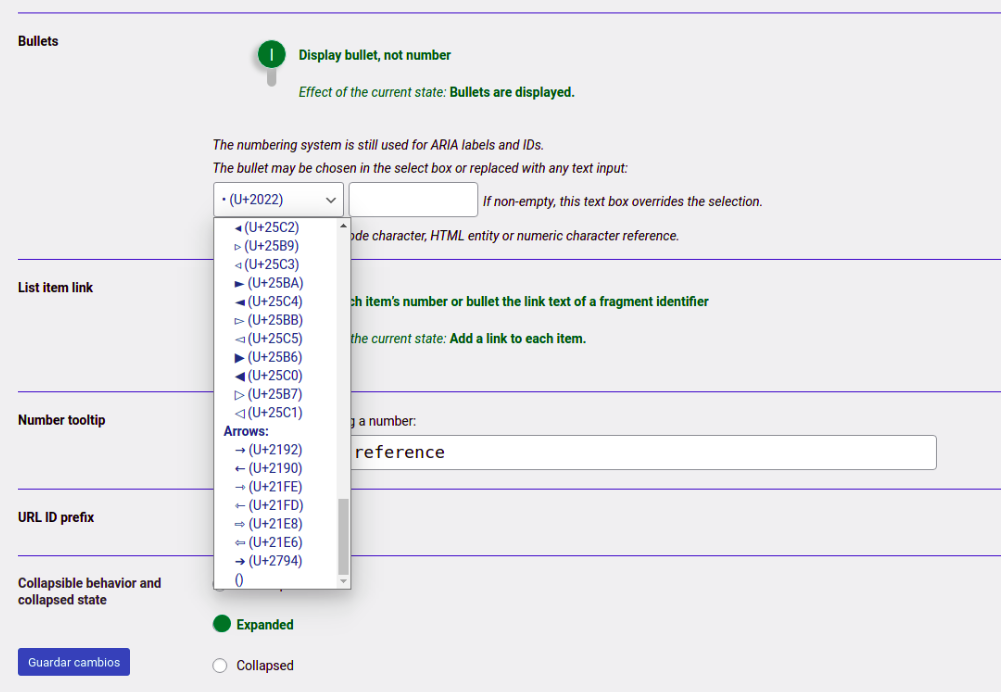 Bullets
Display bullet, not number
Effect of the current state: Bullets are displayed.
The numbering system is still used for ARIA labels and IDs.
The bullet may be chosen in the select box or replaced with any text input:
• (U+2022)
If non-empty, this text box overrides the selection.
◂ (U+25C2)
ode character, HTML entity or numeric character reference.
▹ (U+25B9)
◃ (U+25C3)
► (U+25BA)
◄ (U+25C4)
▻ (U+25BB)
◅ (U+25C5)
▶ (U+25B6)
◀ (U+25C0)
▷ (U+25B7)
◁ (U+25C1)
Arrows:
→ (U+2192)
← (U+2190)
⇾ (U+21FE)
⇽ (U+21FD)
⇨ (U+21E8)
⇦ (U+21E6)
➔ (U+2794)
()
List item link
ch item's number or bullet the link text of a fragment identifier
the current state: Add a link to each item.
Number tooltip
g a number:
reference
URL ID prefix
Collapsible behavior and
collapsed state
Expanded
Guardar cambios
Collapsed